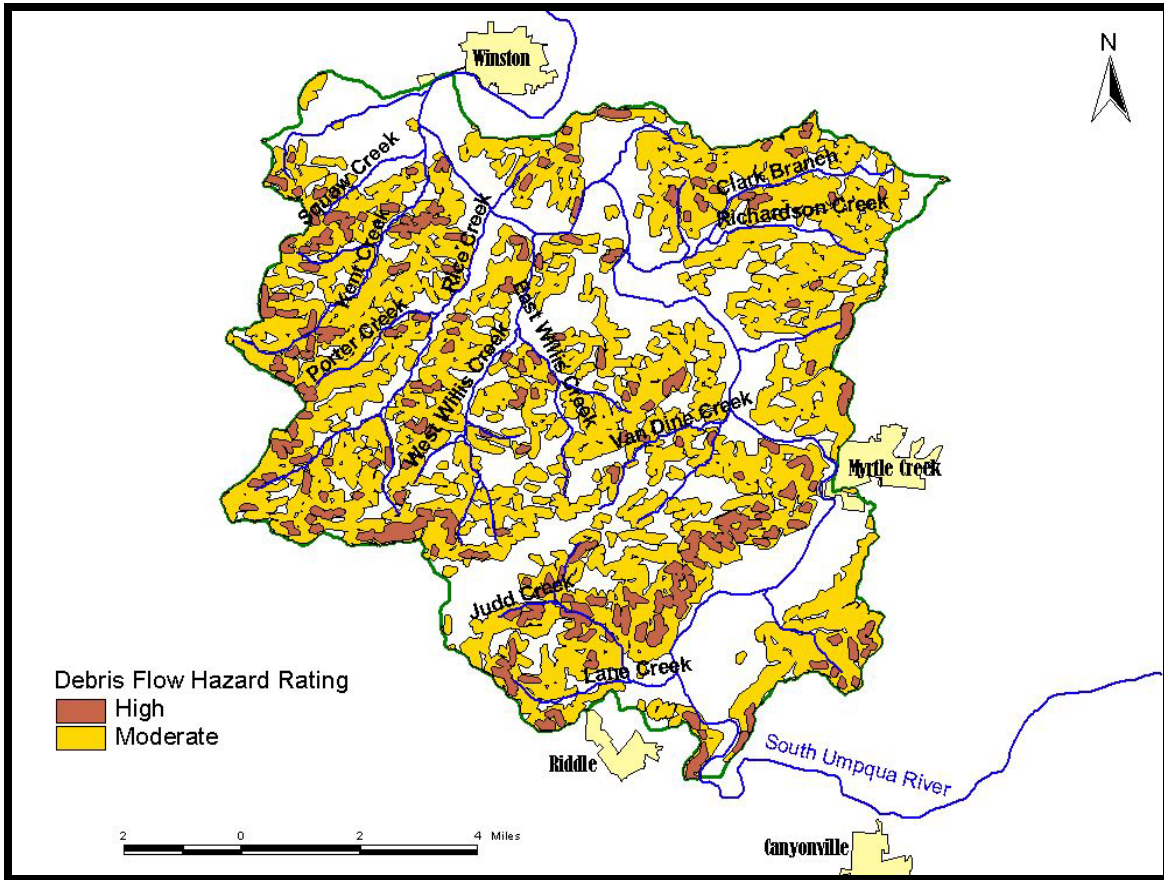 Winston
N
Squaw Creek
Clark Branch
Richardson Creek
Rice Creek
Kent Creek
East Willis Creek
Porter Creek
West Willis Creek
Van Dine Creek
Myrtle Creek
Judd Creek
Lane Creek
Debris Flow Hazard Rating
High
Moderate
Riddle
South Umpqua River
2 0 2 4 Miles
Canyonville